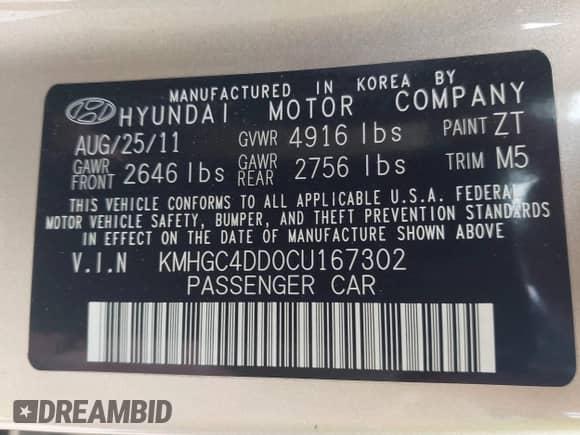 MANUFACTURED IN KOREA BY
HYUNDAI MOTOR COMPANY
AUG/25/11 GVWR 4916 lbs PAINT ZT
GAWR FRONT 2646 lbs GAWR REAR 2756 lbs TRIM M5
THIS VEHICLE CONFORMS TO ALL APPLICABLE U.S.A. FEDERAL
MOTOR VEHICLE SAFETY, BUMPER, AND THEFT PREVENTION STANDARDS
IN EFFECT ON THE DATE OF MANUFACTURE SHOWN ABOVE
V.I.N KMHGC4DD0CU167302
PASSENGER CAR
DREAMBID